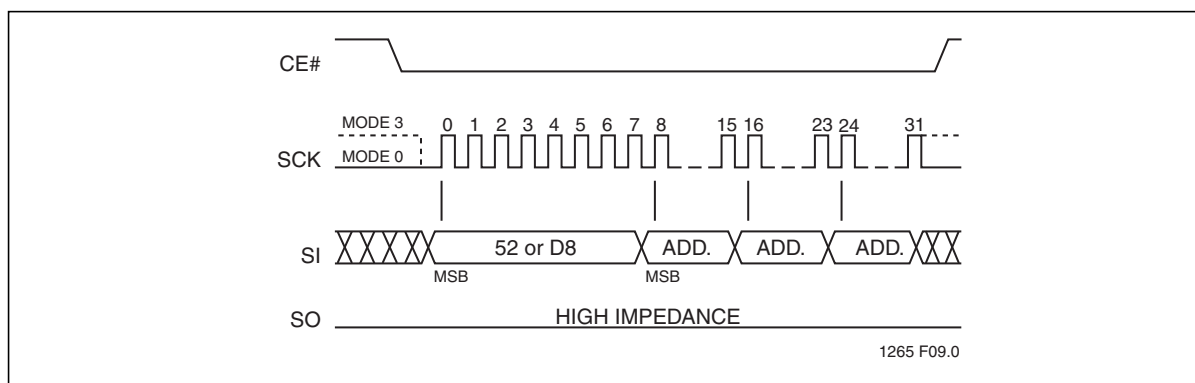 CE#
MODE 3
0 1 2 3 4 5 6 7 8 15 16 23 24 31
SCK
MODE 0
SI
52 or D8 ADD. ADD. ADD.
MSB MSB
SO
HIGH IMPEDANCE
1265 F09.0